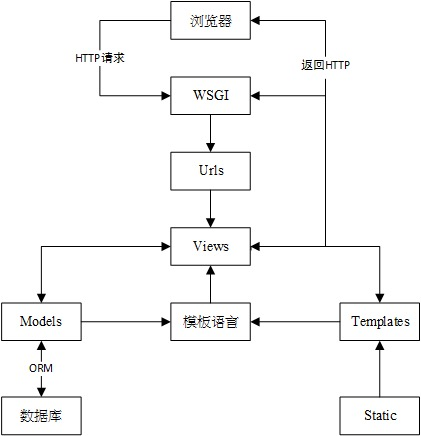 浏览器
HTTP请求
返回HTTP
WSGI
Urls
Views
Models
模板语言
Templates
ORM
数据库
Static